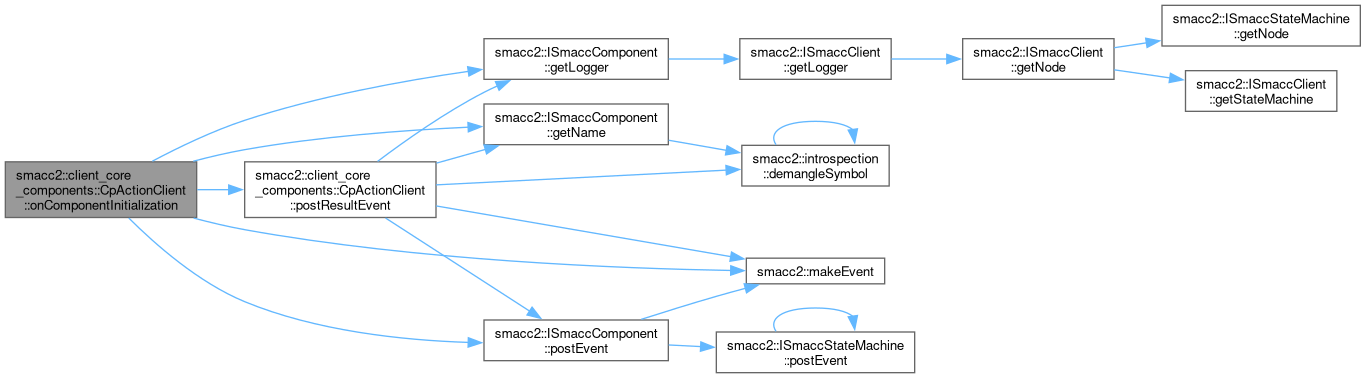 smacc2::client_core
_components::CpActionClient
::onComponentInitialization
smacc2::client_core
_components::CpActionClient
::postResultEvent
smacc2::ISmaccComponent
::getLogger
smacc2::ISmaccComponent
::getName
smacc2::ISmaccComponent
::postEvent
smacc2::ISmaccClient
::getLogger
smacc2::introspection
::demangleSymbol
smacc2::makeEvent
smacc2::ISmaccStateMachine
::postEvent
smacc2::ISmaccClient
::getNode
smacc2::ISmaccStateMachine
::getNode
smacc2::ISmaccClient
::getStateMachine